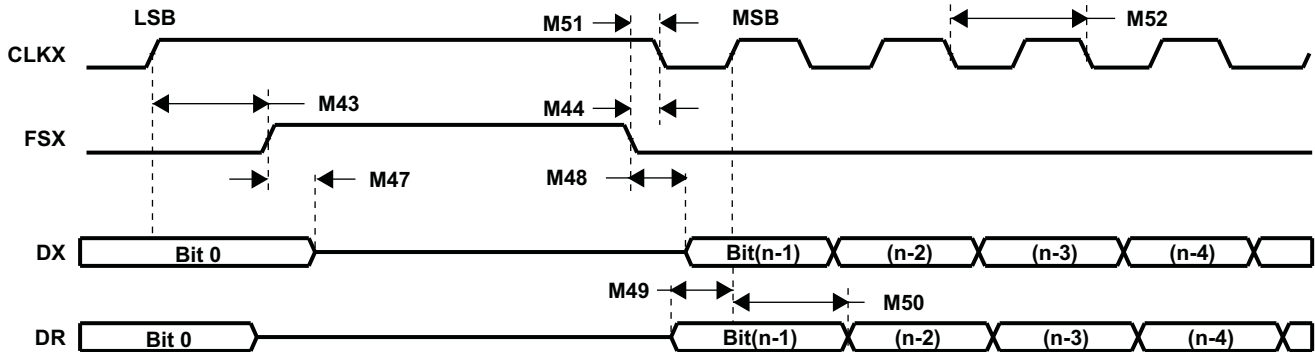 LSB M51 MSB M52
CLKX
M43 M44
FSX
M47 M48
DX Bit 0 Bit(n-1) (n-2) (n-3) (n-4)
M49 M50
DR Bit 0 Bit(n-1) (n-2) (n-3) (n-4)